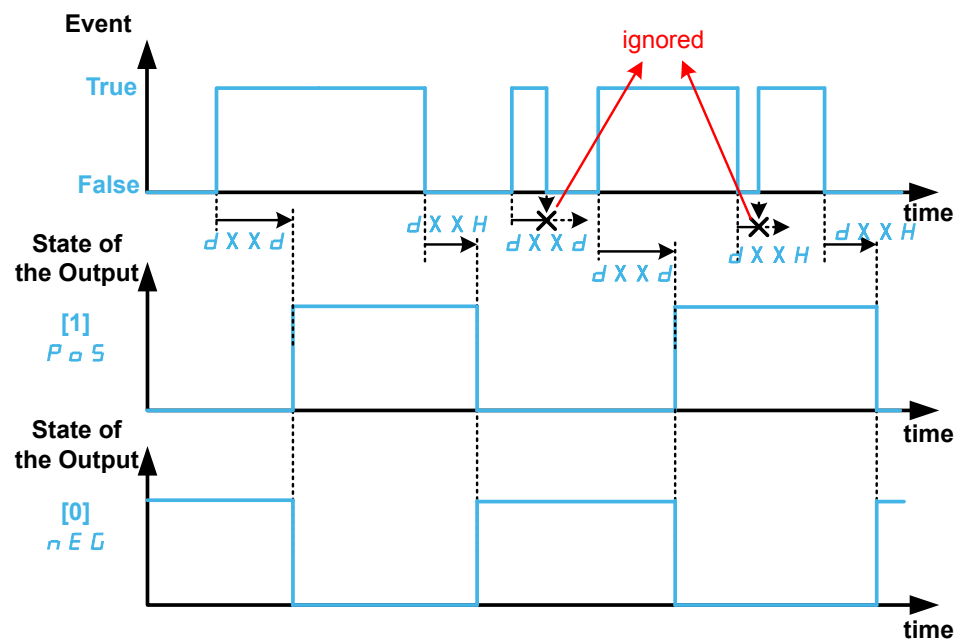 Event
ignored
True
False
time
d X X d
d X X H
d X X d
d X X d
d X X H
d X X H
State of
the Output
[1]
P o S
time
State of
the Output
[0]
n E G
time